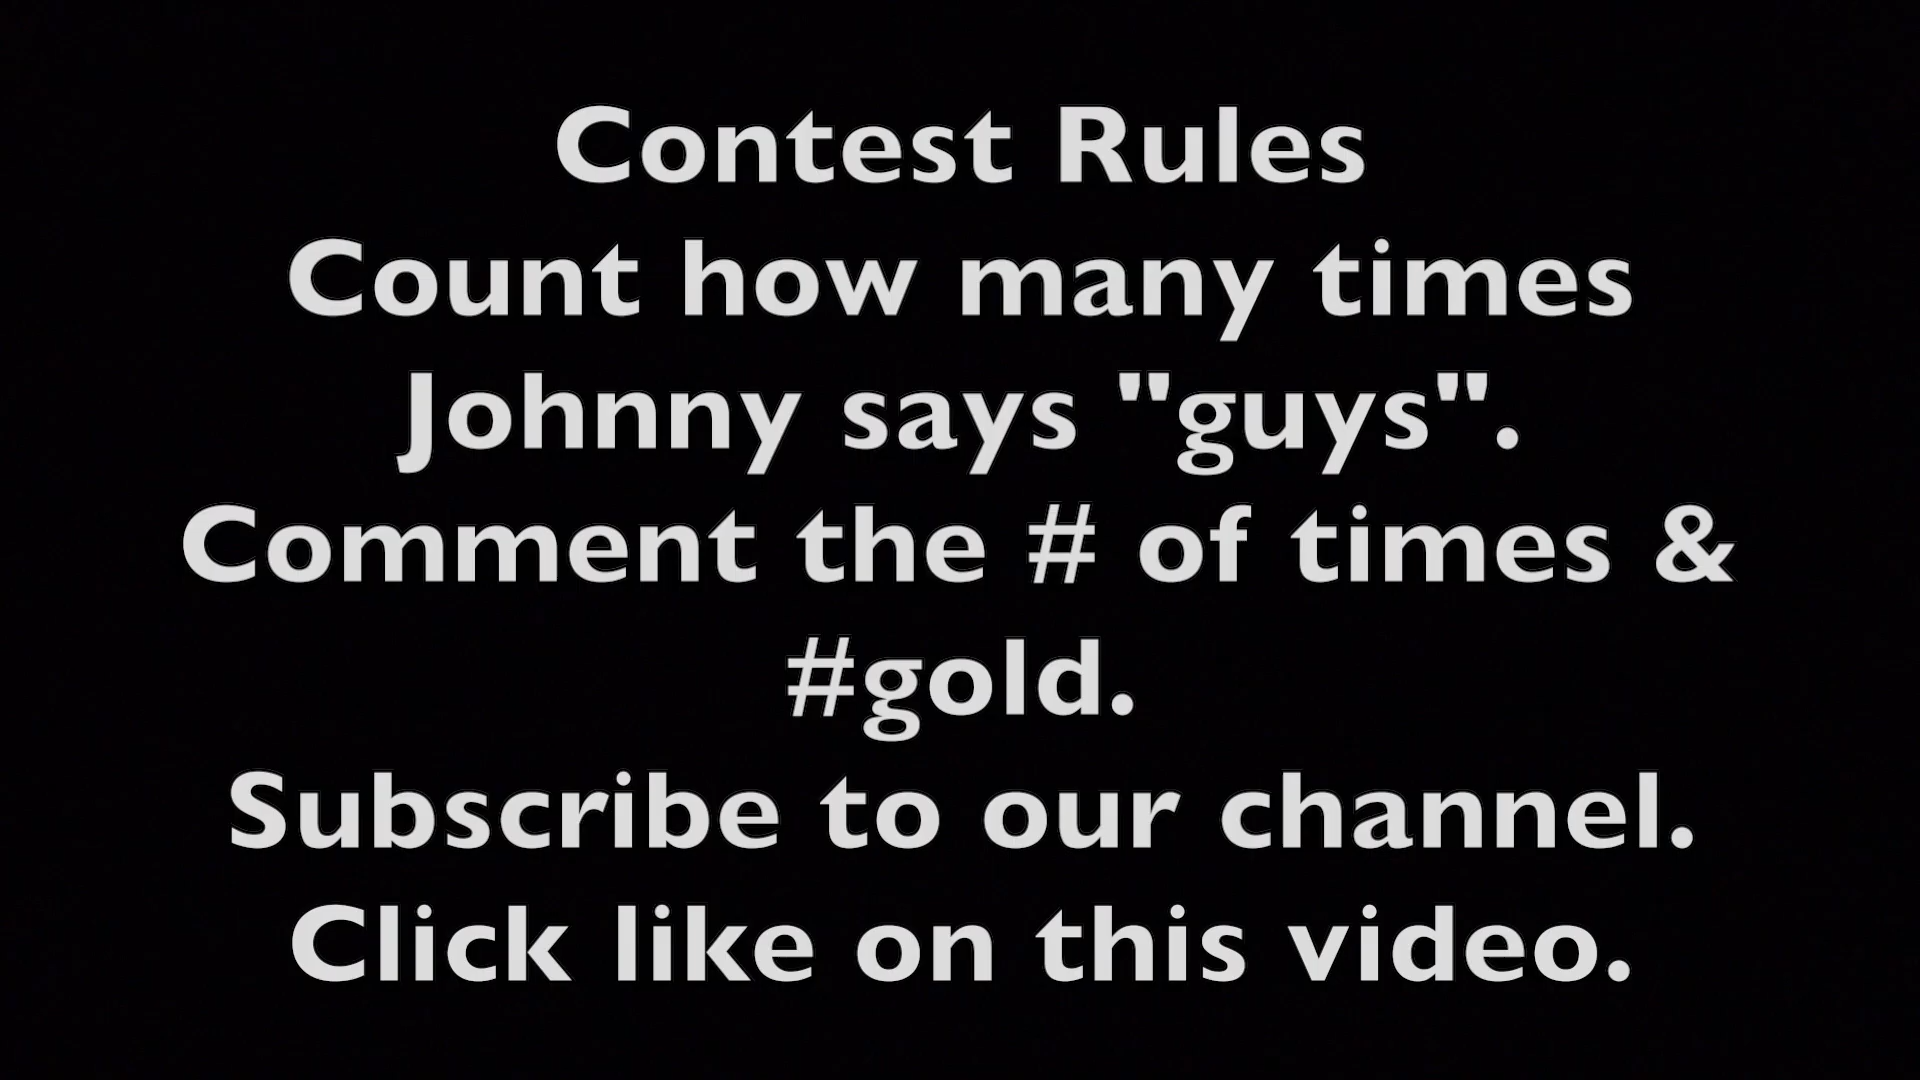 Contest Rules
Count how many times
Johnny says "guys".
Comment the # of times &
#gold.
Subscribe to our channel.
Click like on this video.